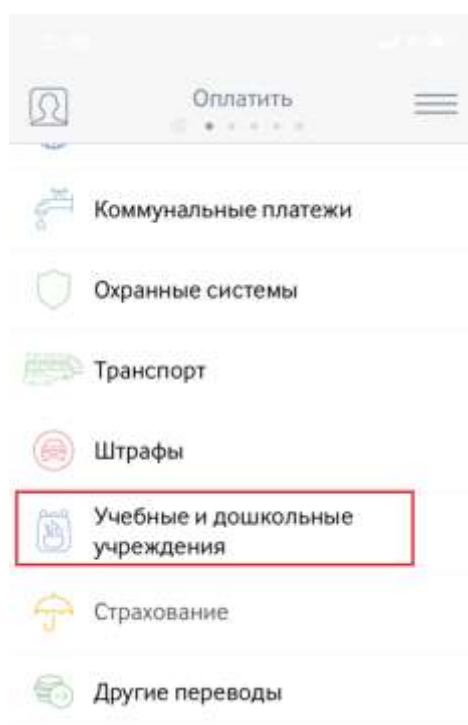 Оплатить
Коммунальные платежи
Охранные системы
Транспорт
Штрафы
Учебные и дошкольные
учреждения
Страхование
Другие переводы